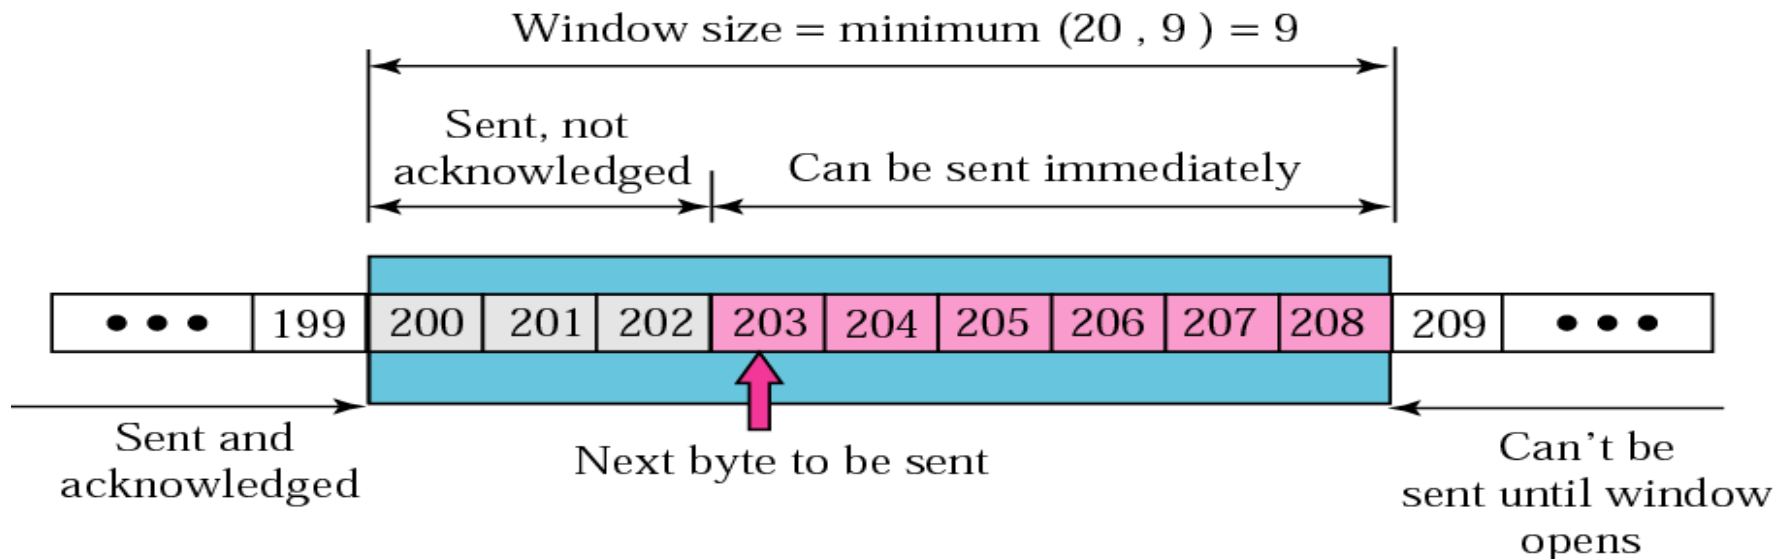 Window size = minimum (20 , 9 ) = 9
Sent, not
acknowledged
Can be sent immediately
••• 199 200 201 202 203 204 205 206 207 208 209 •••
Sent and
acknowledged
Next byte to be sent
Can't be
sent until window
opens